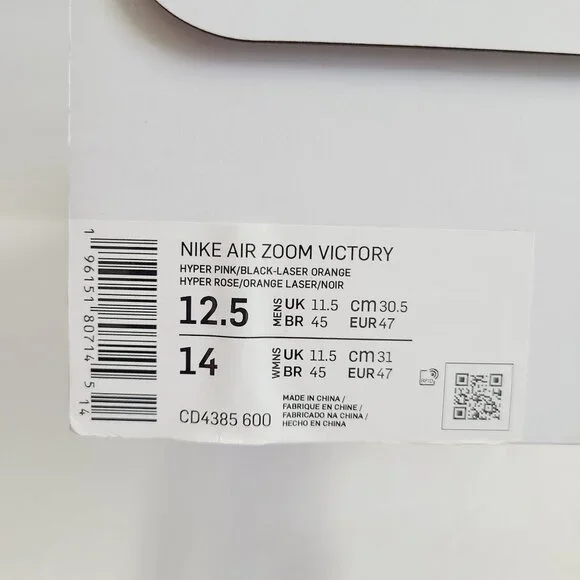 NIKE AIR ZOOM VICTORY
HYPER PINK/BLACK-LASER ORANGE
HYPER ROSE/ORANGE LASER/NOIR
12.5 MENS UK 11.5 cm 30.5
BR 45 EUR 47
14 WMNS UK 11.5 cm 31
BR 45 EUR 47
CD4385 600
MADE IN CHINA /
FABRIQUE EN CHINE /
FABRICADO NA CHINA /
HECHO EN CHINA
RFID
1 96151 80714 5 14